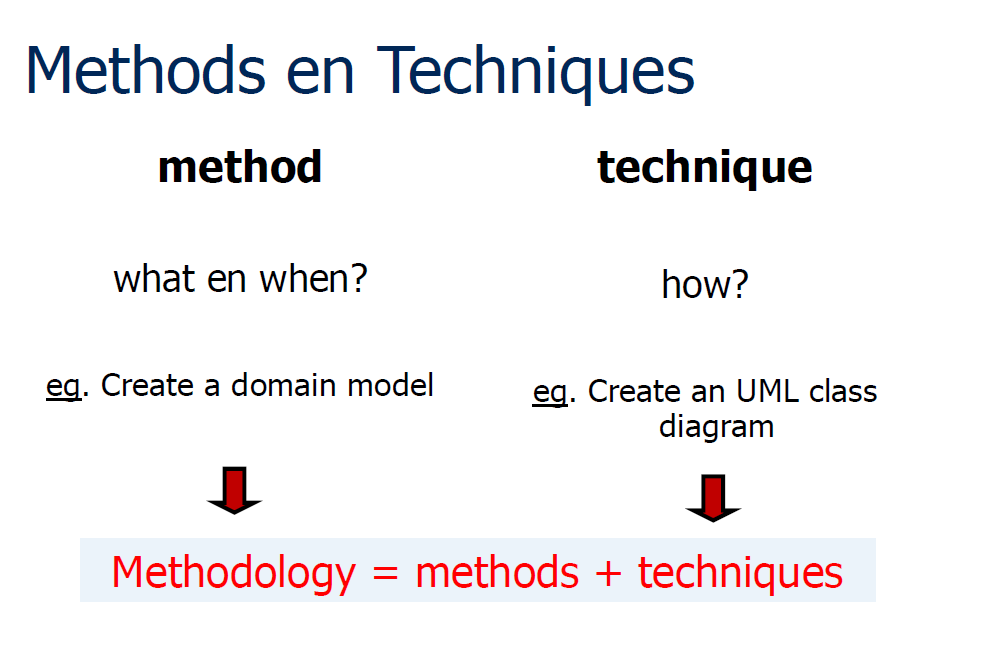 Methods en Techniques
method
technique
what en when?
how?
eg. Create a domain model
eg. Create an UML class
diagram
Methodology = methods + techniques